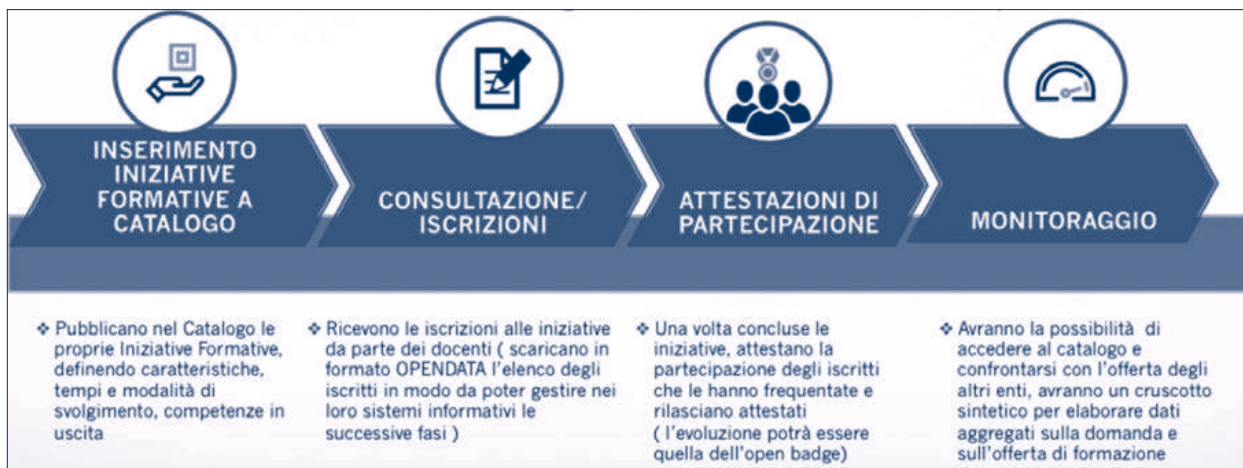 INSERIMENTO
INIZIATIVE
FORMATIVE A
CATALOGO
CONSULTAZIONE/
ISCRIZIONI
ATTESTAZIONI DI
PARTECIPAZIONE
MONITORAGGIO
❖ Pubblicano nel Catalogo le
proprie Iniziative Formative,
definendo caratteristiche,
tempi e modalità di
svolgimento, competenze in
uscita
❖ Ricevono le iscrizioni alle iniziative
da parte dei docenti ( scaricano in
formato OPENDATA l'elenco degli
iscritti in modo da poter gestire nei
loro sistemi informativi le
successive fasi )
❖ Una volta concluse le
iniziative, attestano la
partecipazione degli iscritti
che le hanno frequentate e
rilasciano attestati
( l'evoluzione potrà essere
quella dell'open badge)
❖ Avranno la possibilità di
accedere al catalogo e
confrontarsi con l'offerta degli
altri enti, avranno un cruscotto
sintetico per elaborare dati
aggregati sulla domanda e
sull'offerta di formazione